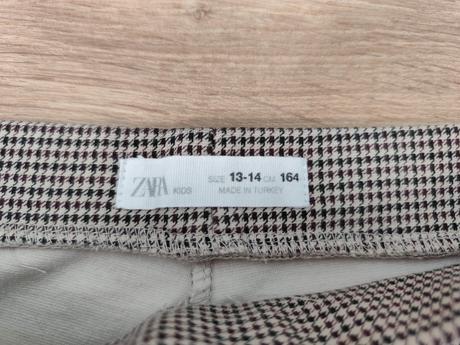 ZARA KIDS SIZE 13-14 CM 164
MADE IN TURKEY